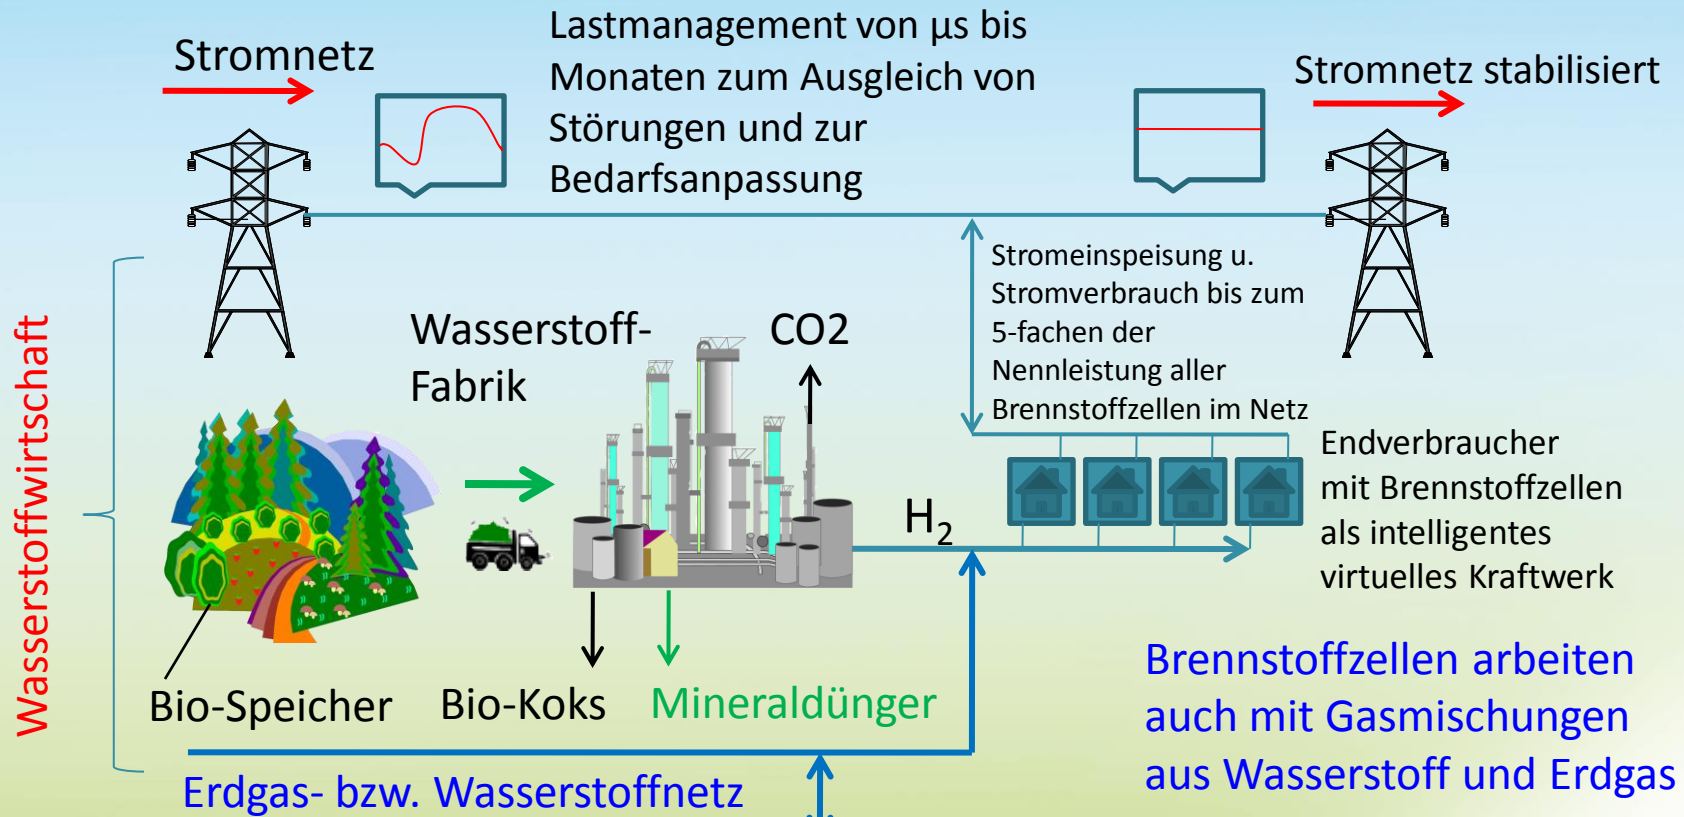 Stromnetz
Lastmanagement von µs bis
Monaten zum Ausgleich von
Störungen und zur
Bedarfsanpassung
Stromnetz stabilisiert
Stromeinspeisung u.
Stromverbrauch bis zum
5-fachen der
Nennleistung aller
Brennstoffzellen im Netz
Wasserstoffwirtschaft
Wasserstoff-
Fabrik
CO2
H₂
Endverbraucher
mit Brennstoffzellen
als intelligentes
virtuelles Kraftwerk
Bio-Speicher
Bio-Koks
Mineraldünger
Brennstoffzellen arbeiten
auch mit Gasmischungen
aus Wasserstoff und Erdgas
Erdgas- bzw. Wasserstoffnetz